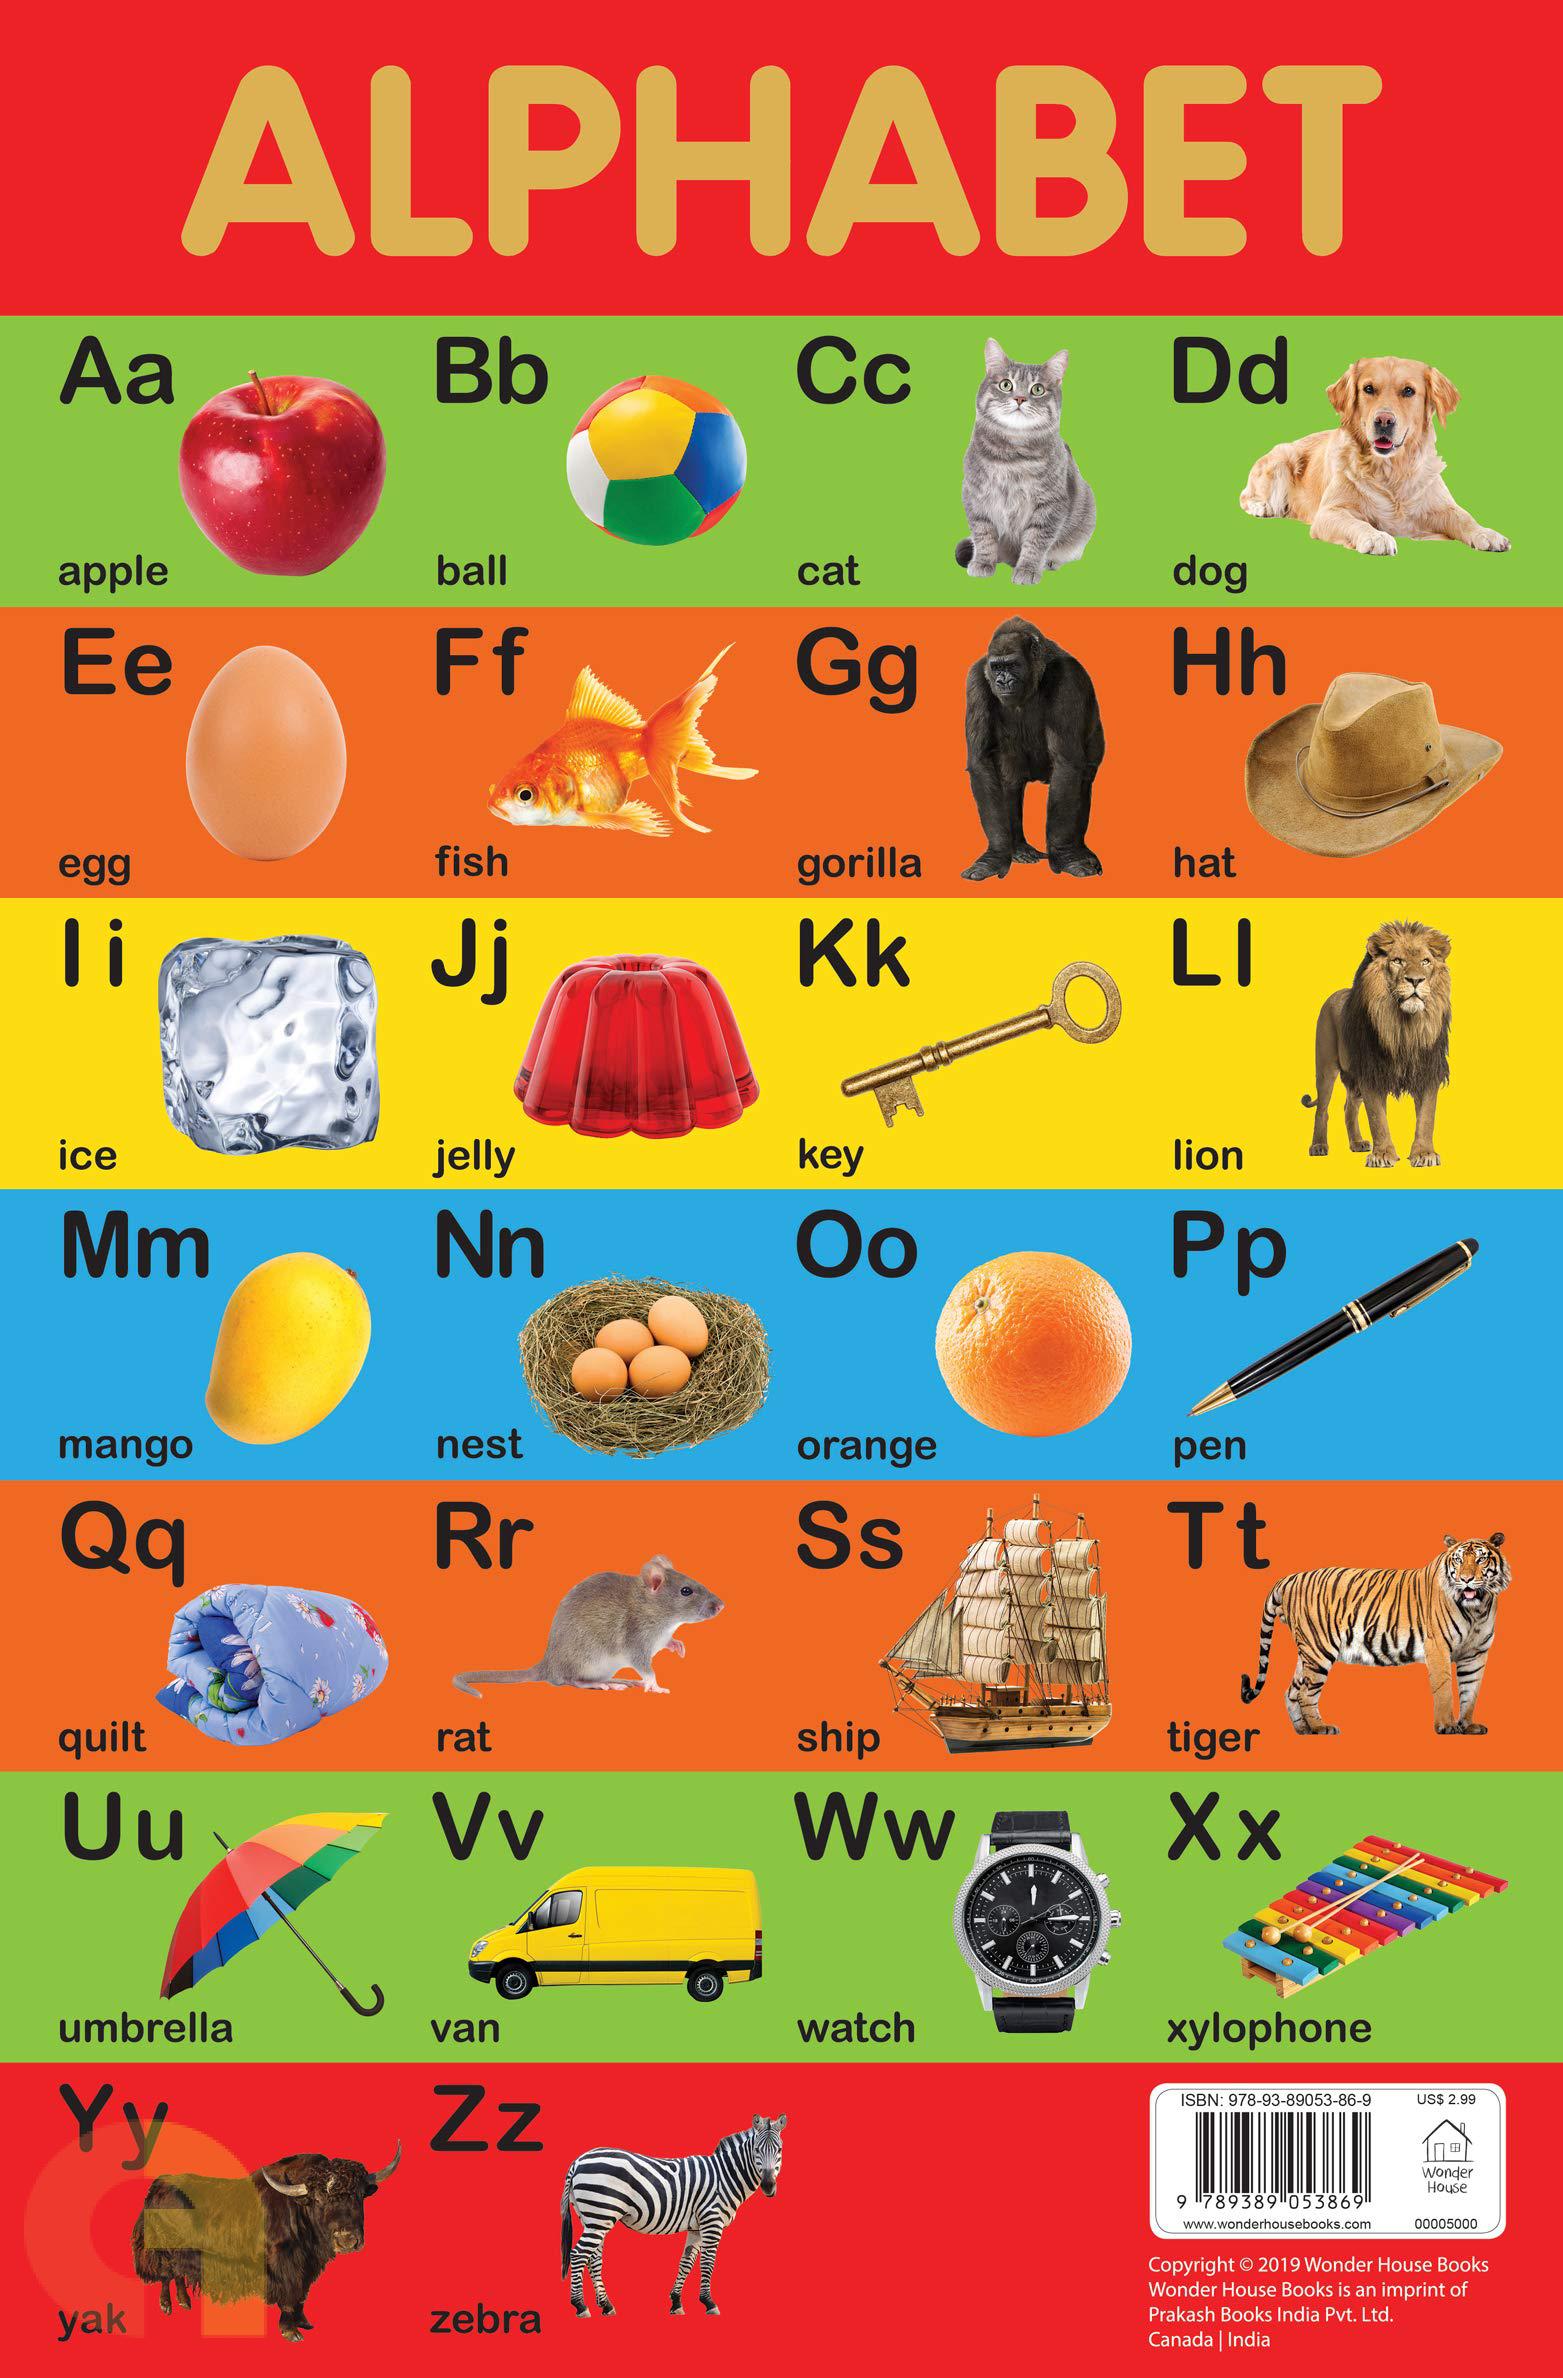 ALPHABET
Aa Bb Cc Dd
apple ball cat dog
Ee Ff Gg Hh
egg fish gorilla hat
Ii Jj Kk Ll
ice jelly key lion
Mm Nn Oo Pp
mango nest orange pen
Qq Rr Ss Tt
quilt rat ship tiger
Uu Vv Ww Xx
umbrella van watch xylophone
Yy Zz
yak zebra
ISBN: 978-93-89053-86-9 US$ 2.99
Wonder
House
9 789389 053869
www.wonderhousebooks.com 00005000
Copyright © 2019 Wonder House Books
Wonder House Books is an imprint of
Prakash Books India Pvt. Ltd.
Canada | India